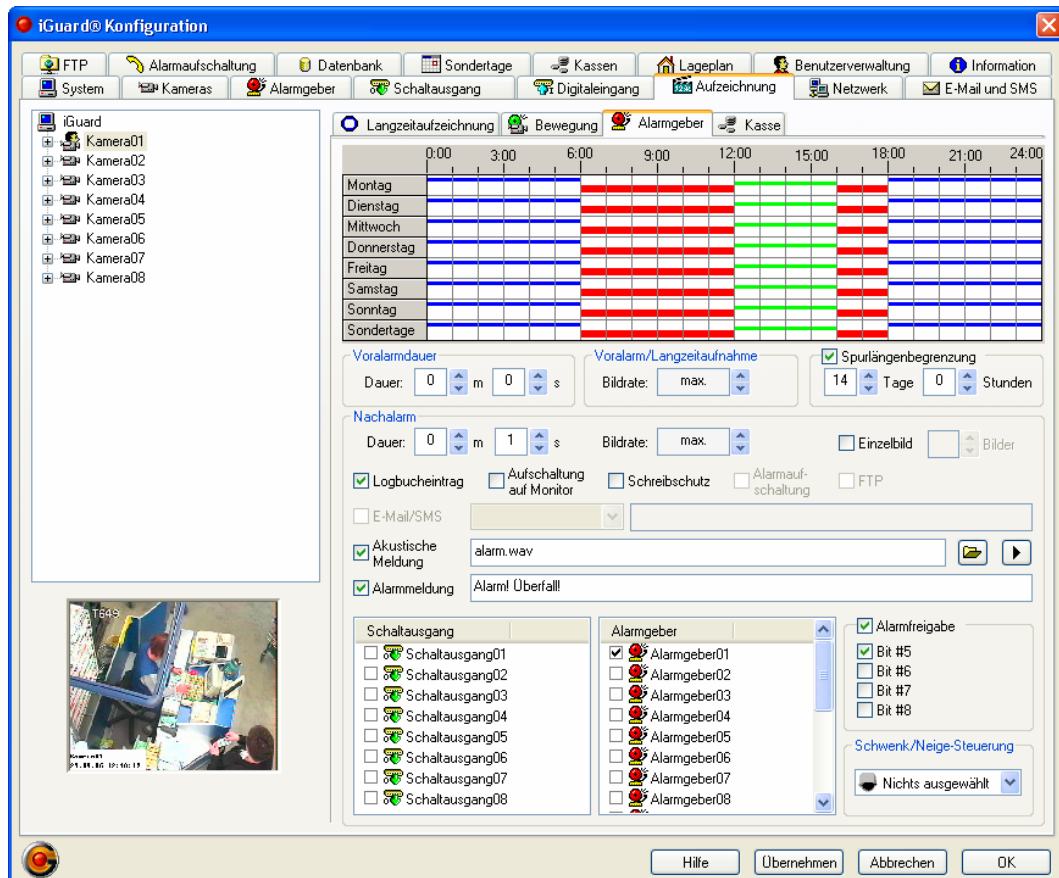 iGuard® Konfiguration
FTP Alarmaufschaltung Datenbank Sondertage Kassen Lageplan Benutzerverwaltung Information
System Kameras Alarmgeber Schaltausgang Digitaleingang Aufzeichnung Netzwerk E-Mail und SMS
iGuard
Kamera01
Kamera02
Kamera03
Kamera04
Kamera05
Kamera06
Kamera07
Kamera08
Langzeitaufzeichnung Bewegung Alarmgeber Kasse
0:00 3:00 6:00 9:00 12:00 15:00 18:00 21:00 24:00
Montag
Dienstag
Mittwoch
Donnerstag
Freitag
Samstag
Sonntag
Sondertage
Voralarmdauer
Dauer: 0 m 0 s
Voralarm/Langzeitaufnahme
Bildrate: max.
Spurlängenbegrenzung
14 Tage 0 Stunden
Nachalarm
Dauer: 0 m 1 s Bildrate: max. Einzelbild Bilder
Logbucheintrag Aufschaltung auf Monitor Schreibschutz Alarmauf-schaltung FTP
E-Mail/SMS
Akustische Meldung alarm.wav
Alarmmeldung Alarm! Überfall!
Schaltausgang
Schaltausgang01
Schaltausgang02
Schaltausgang03
Schaltausgang04
Schaltausgang05
Schaltausgang06
Schaltausgang07
Schaltausgang08
Alarmgeber
Alarmgeber01
Alarmgeber02
Alarmgeber03
Alarmgeber04
Alarmgeber05
Alarmgeber06
Alarmgeber07
Alarmgeber08
Alarmfreigabe
Bit #5
Bit #6
Bit #7
Bit #8
Schwenk/Neige-Steuerung
Nichts ausgewählt
T649
Kamera01
Hilfe Übernehmen Abbrechen OK